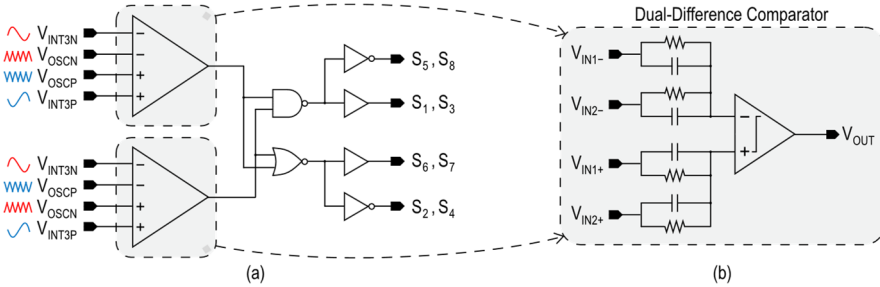 Dual-Difference Comparator
V_INT3N
V_OSCN
V_OSCP
V_INT3P
V_INT3N
V_OSCP
V_OSCN
V_INT3P
S_5, S_8
S_1, S_3
S_6, S_7
S_2, S_4
V_IN1−
V_IN2−
V_IN1+
V_IN2+
V_OUT
(a)
(b)